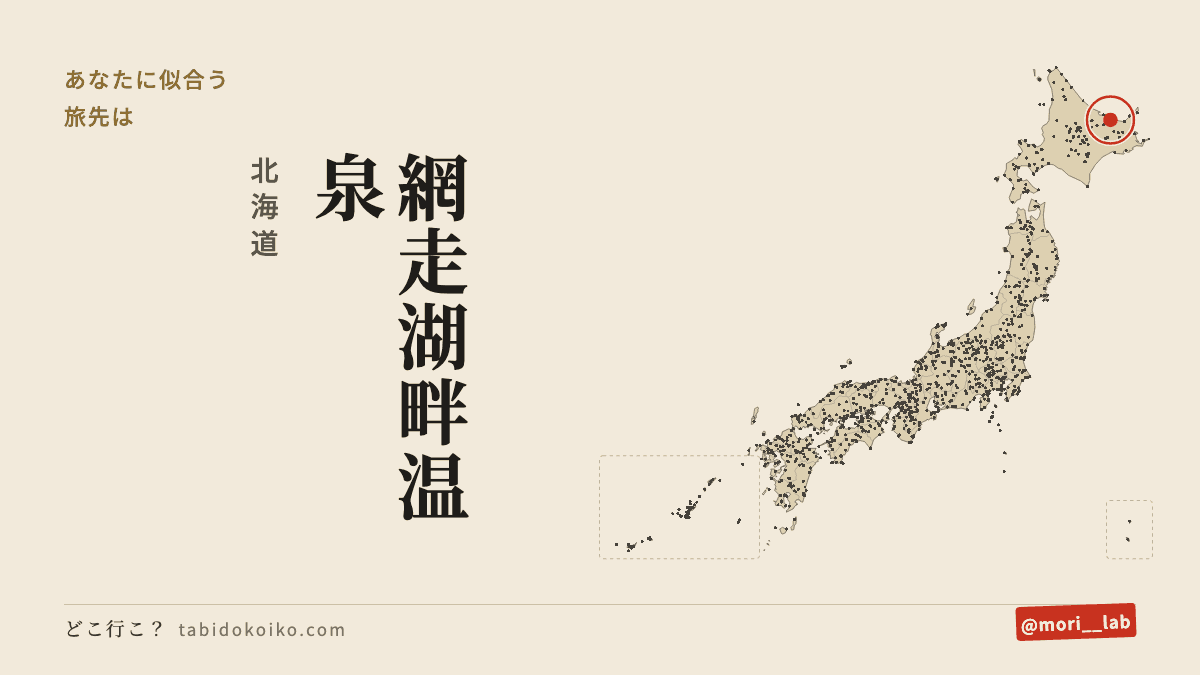 あなたに似合う
旅先は
網走湖畔温
泉
北海道
どこ行こ？ tabidokoiko.com
@mori__lab